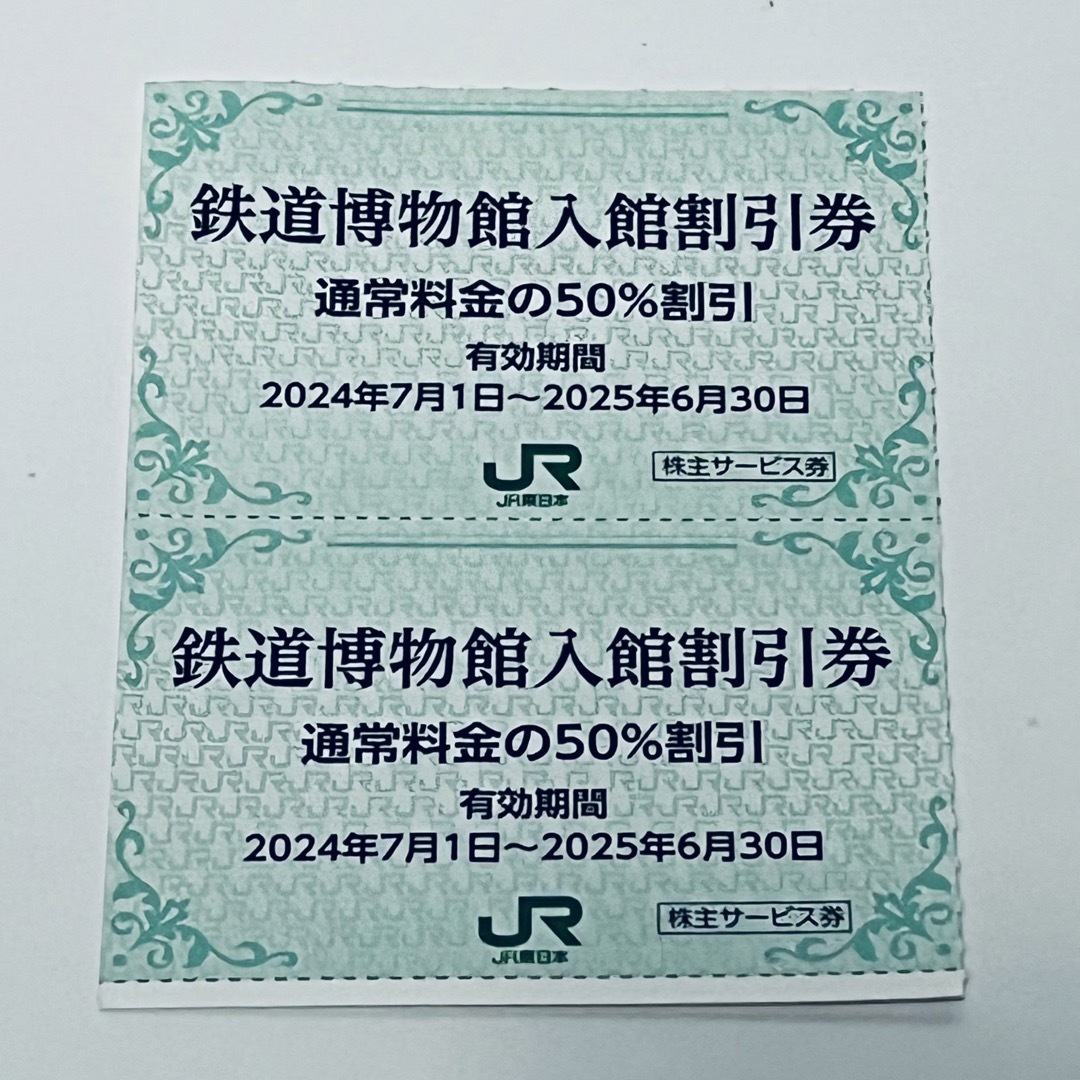 鉄道博物館入館割引券
通常料金の50%割引
有効期間
2024年7月1日~2025年6月30日
JR
JR東日本
株主サービス券
鉄道博物館入館割引券
通常料金の50%割引
有効期間
2024年7月1日~2025年6月30日
JR
JR東日本
株主サービス券